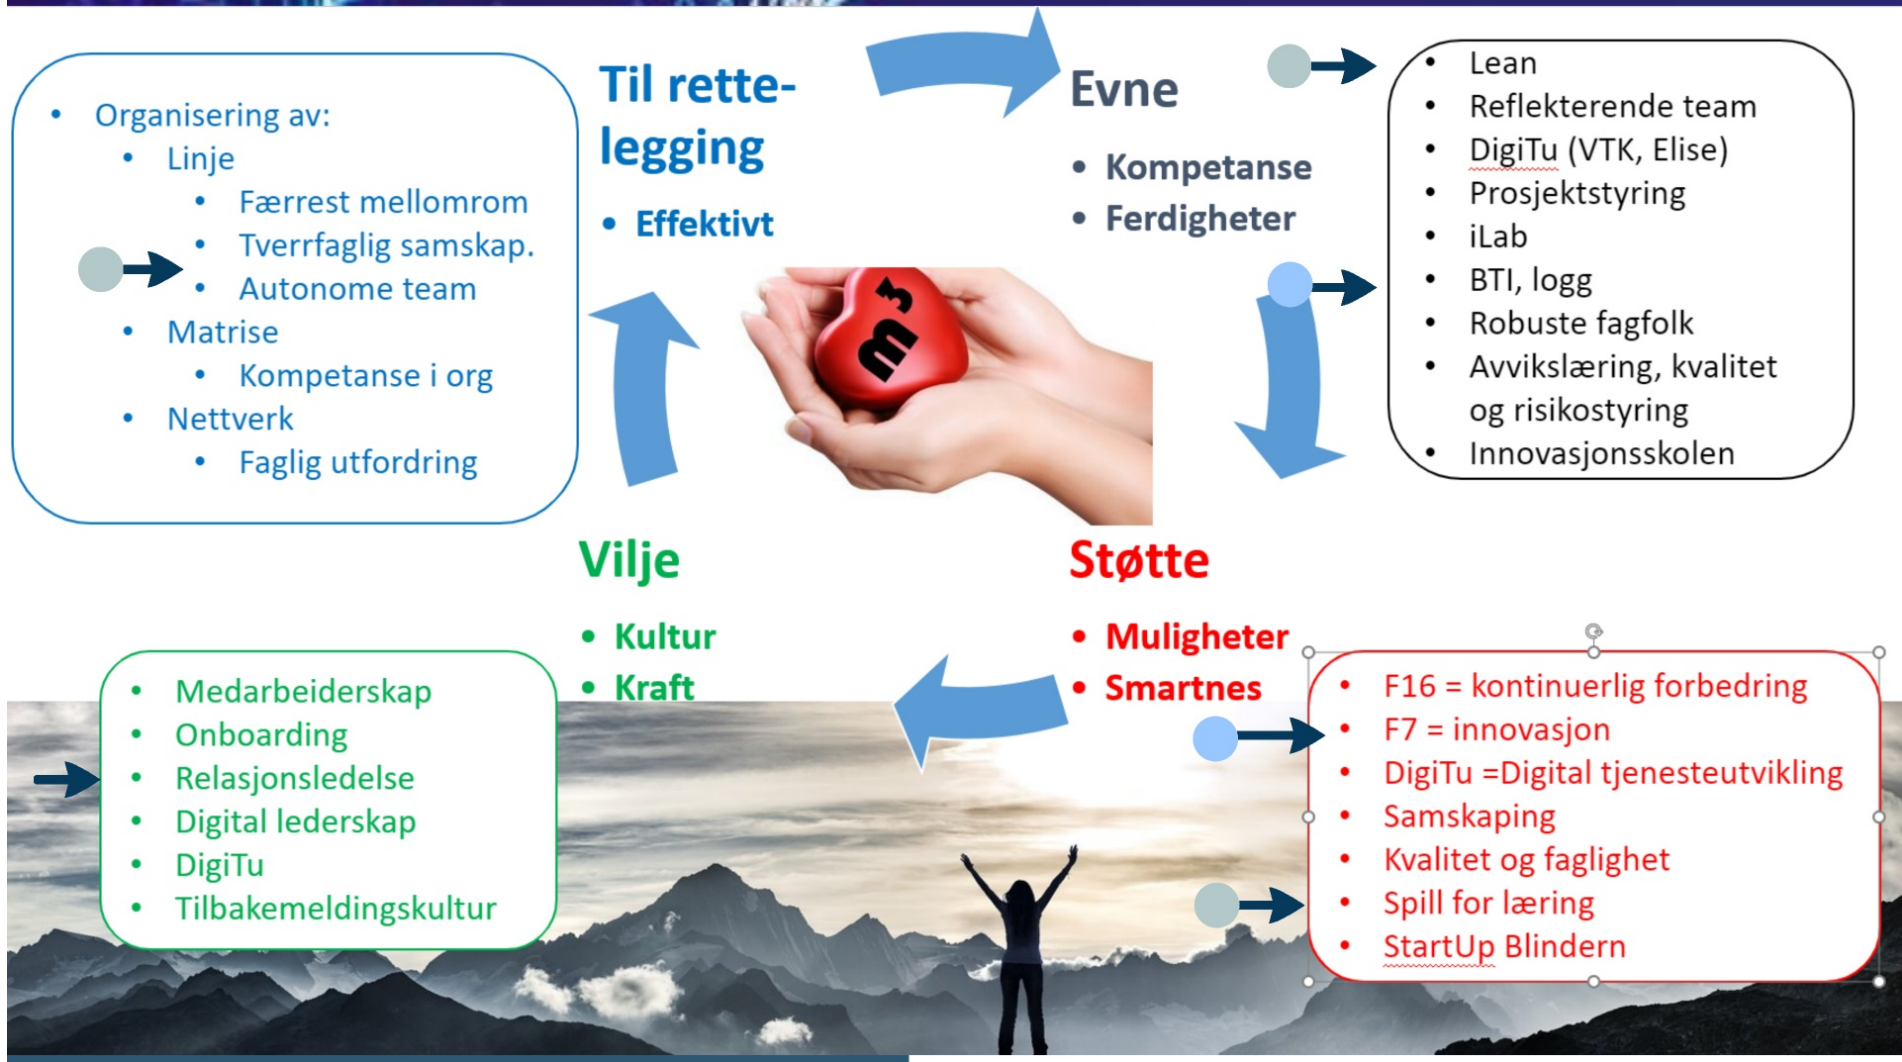 • Organisering av:
• Linje
• Færrest mellomrom
• Tverrfaglig samskap.
• Autonome team
• Matrise
• Kompetanse i org
• Nettverk
• Faglig utfordring
Til rette-
legging
• Effektivt
Evne
• Kompetanse
• Ferdigheter
• Lean
• Reflekterende team
• DigiTu (VTK, Elise)
• Prosjektstyring
• iLab
• BTI, logg
• Robuste fagfolk
• Avvikslæring, kvalitet
og risikostyring
• Innovasjonsskolen
m³
Vilje
• Kultur
• Kraft
• Medarbeiderskap
• Onboarding
• Relasjonsledelse
• Digital lederskap
• DigiTu
• Tilbakemeldingskultur
Støtte
• Muligheter
• Smartnes
• F16 = kontinuerlig forbedring
• F7 = innovasjon
• DigiTu =Digital tjenesteutvikling
• Samskaping
• Kvalitet og faglighet
• Spill for læring
• StartUp Blindern